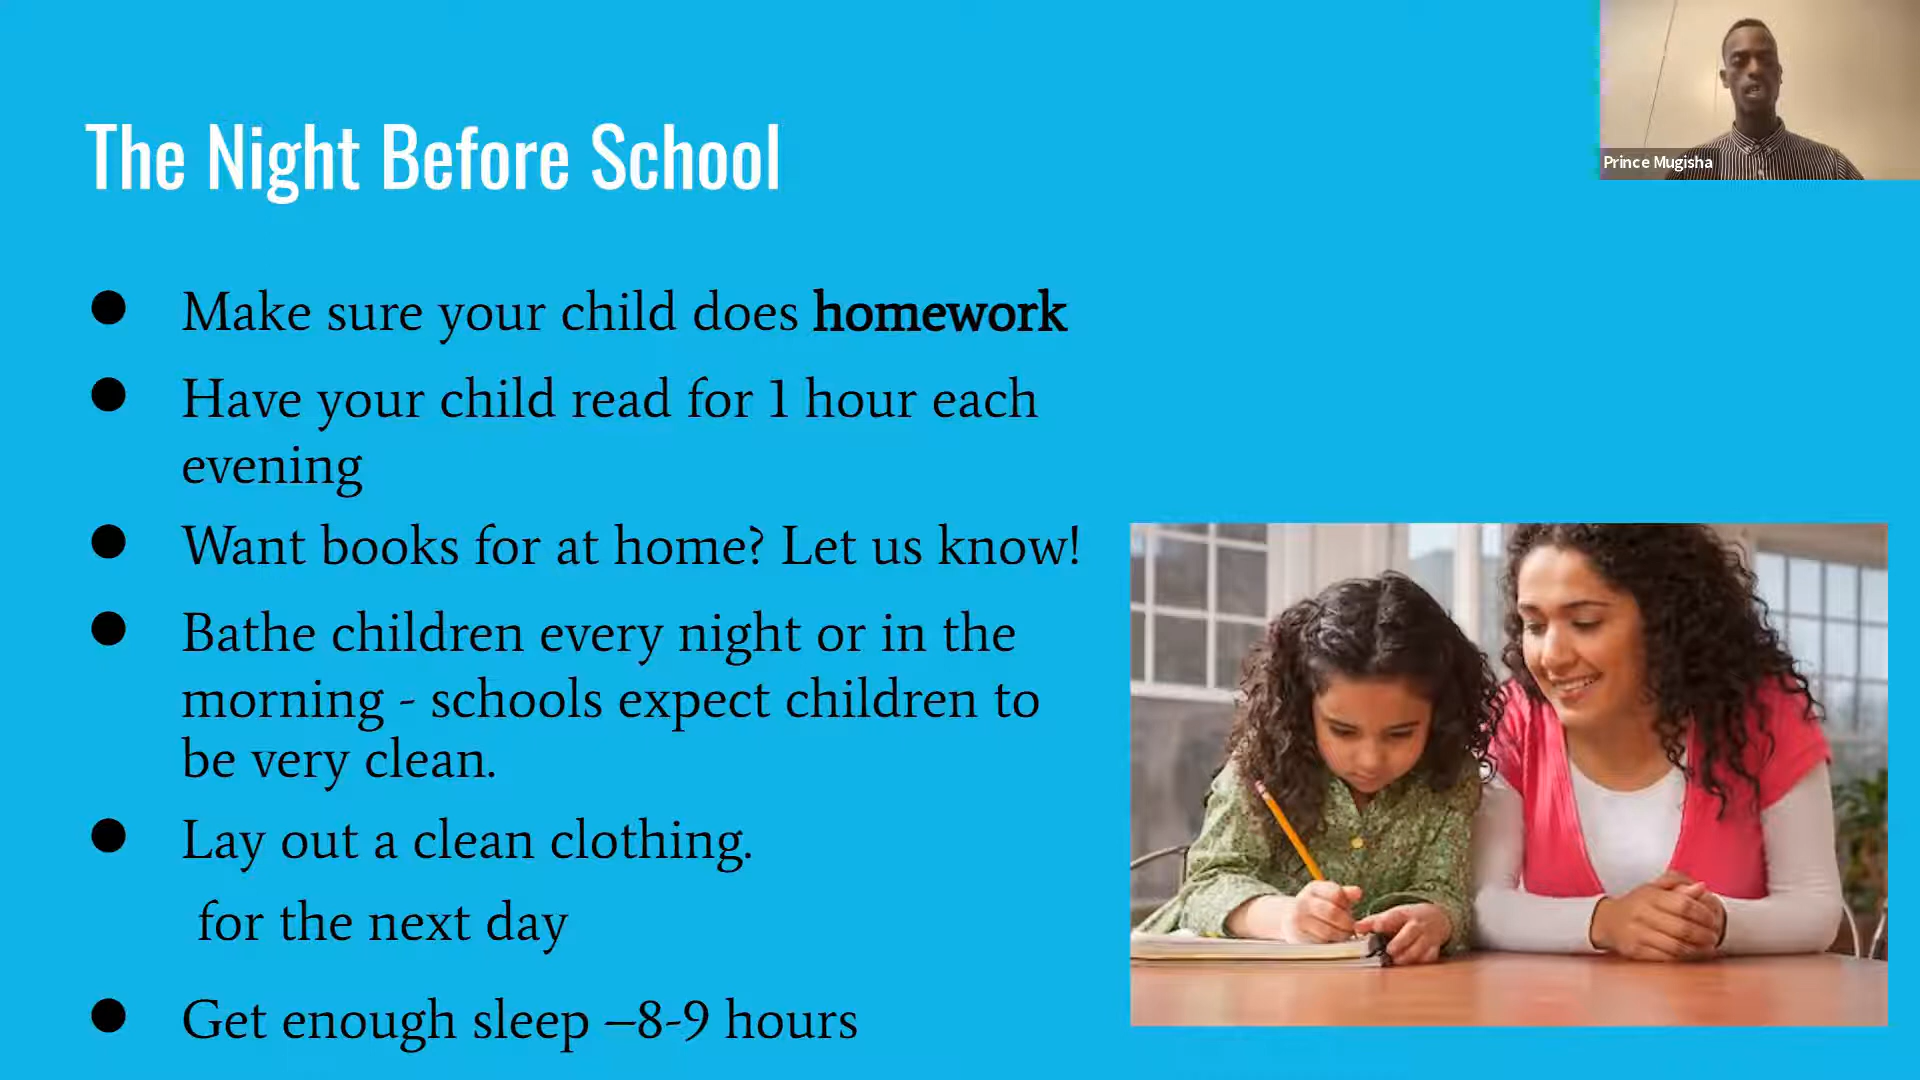 The Night Before School
Prince Mugisha
● Make sure your child does homework
● Have your child read for 1 hour each
evening
● Want books for at home? Let us know!
● Bathe children every night or in the
morning - schools expect children to
be very clean.
● Lay out a clean clothing.
for the next day
● Get enough sleep –8-9 hours